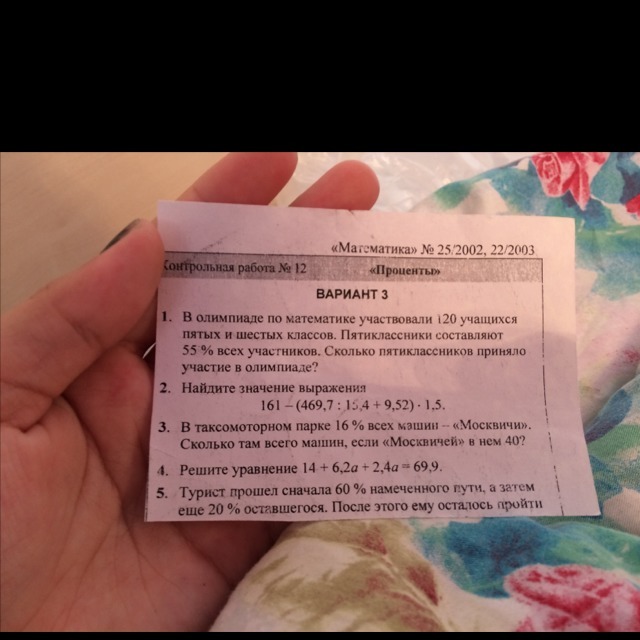 «Математика» № 25/2002, 22/2003
Контрольная работа № 12 «Проценты»
ВАРИАНТ 3
1. В олимпиаде по математике участвовали 120 учащихся
пятых и шестых классов. Пятиклассники составляют
55 % всех участников. Сколько пятиклассников приняло
участие в олимпиаде?
2. Найдите значение выражения
161 – (469,7 : 15,4 + 9,52) · 1,5.
3. В таксомоторном парке 16 % всех машин – «Москвичи».
Сколько там всего машин, если «Москвичей» в нем 40?
4. Решите уравнение 14 + 6,2a + 2,4a = 69,9.
5. Турист прошел сначала 60 % намеченного пути, а затем
еще 20 % оставшегося. После этого ему осталось пройти